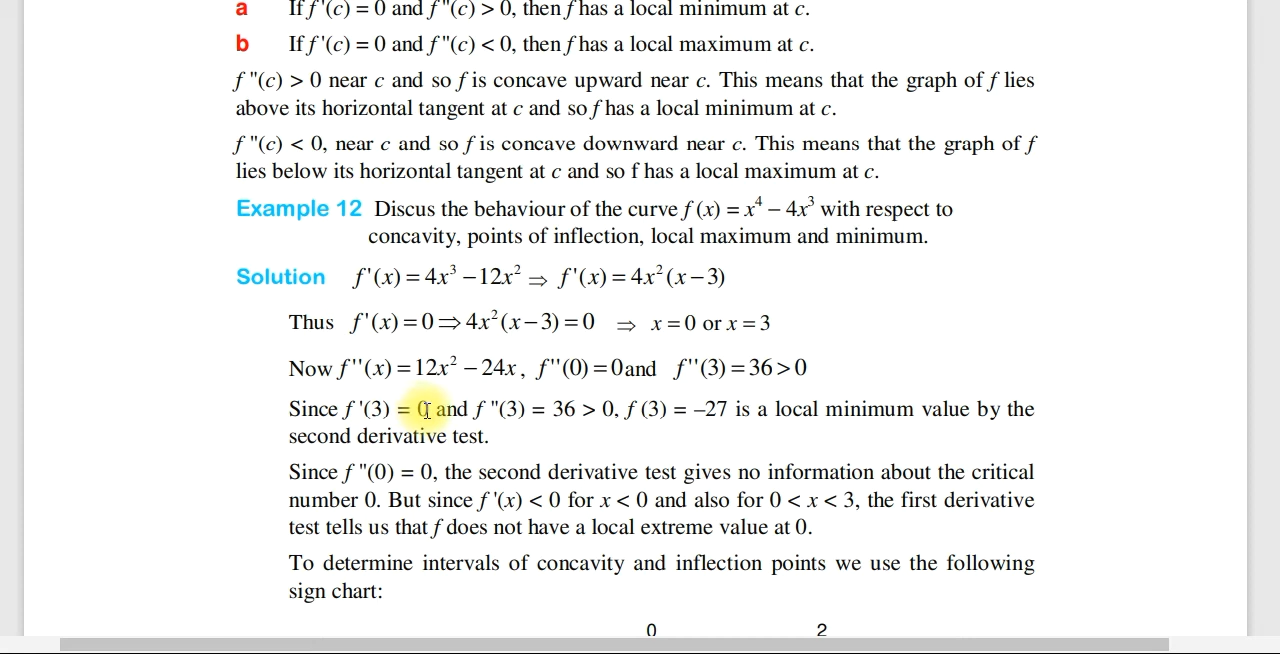 a If f '(c) = 0 and f "(c) > 0, then f has a local minimum at c.
b If f '(c) = 0 and f "(c) < 0, then f has a local maximum at c.
f "(c) > 0 near c and so f is concave upward near c. This means that the graph of f lies
above its horizontal tangent at c and so f has a local minimum at c.
f "(c) < 0, near c and so f is concave downward near c. This means that the graph of f
lies below its horizontal tangent at c and so f has a local maximum at c.
Example 12 Discus the behaviour of the curve f (x) = x⁴ – 4x³ with respect to
concavity, points of inflection, local maximum and minimum.
Solution f '(x) = 4x³ – 12x² ⇒ f '(x) = 4x² (x – 3)
Thus f '(x) = 0 ⇒ 4x² (x – 3) = 0 ⇒ x = 0 or x = 3
Now f ''(x) = 12x² – 24x, f ''(0) = 0 and f ''(3) = 36 > 0
Since f '(3) = 0 and f "(3) = 36 > 0, f (3) = –27 is a local minimum value by the
second derivative test.
Since f "(0) = 0, the second derivative test gives no information about the critical
number 0. But since f '(x) < 0 for x < 0 and also for 0 < x < 3, the first derivative
test tells us that f does not have a local extreme value at 0.
To determine intervals of concavity and inflection points we use the following
sign chart:
0 2